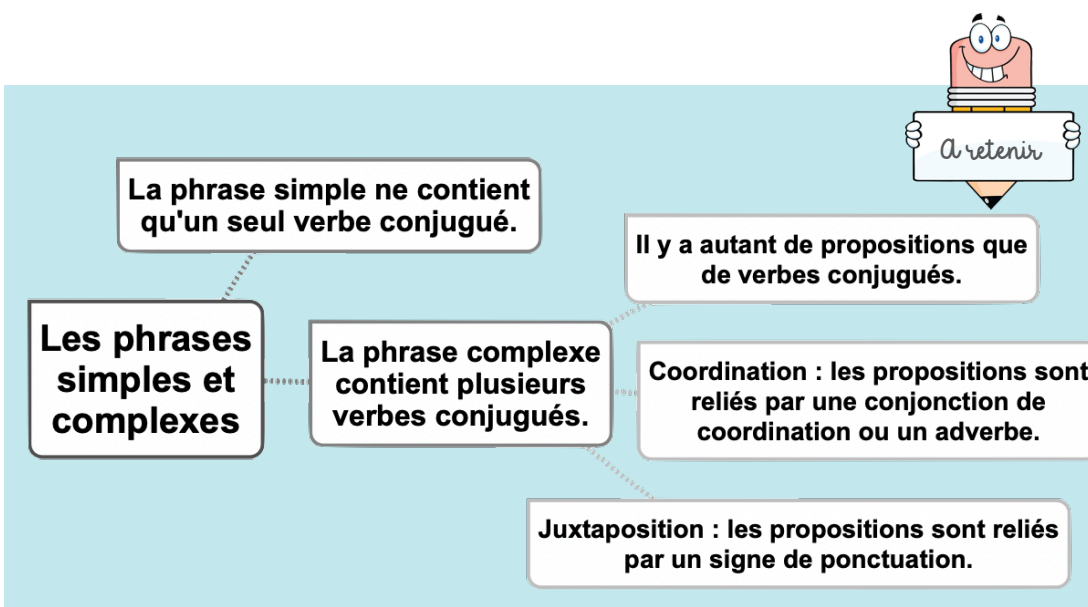 A retenir
La phrase simple ne contient
qu'un seul verbe conjugué.
Il y a autant de propositions que
de verbes conjugués.
Les phrases
simples et
complexes
La phrase complexe
contient plusieurs
verbes conjugués.
Coordination : les propositions sont
reliés par une conjonction de
coordination ou un adverbe.
Juxtaposition : les propositions sont reliés
par un signe de ponctuation.